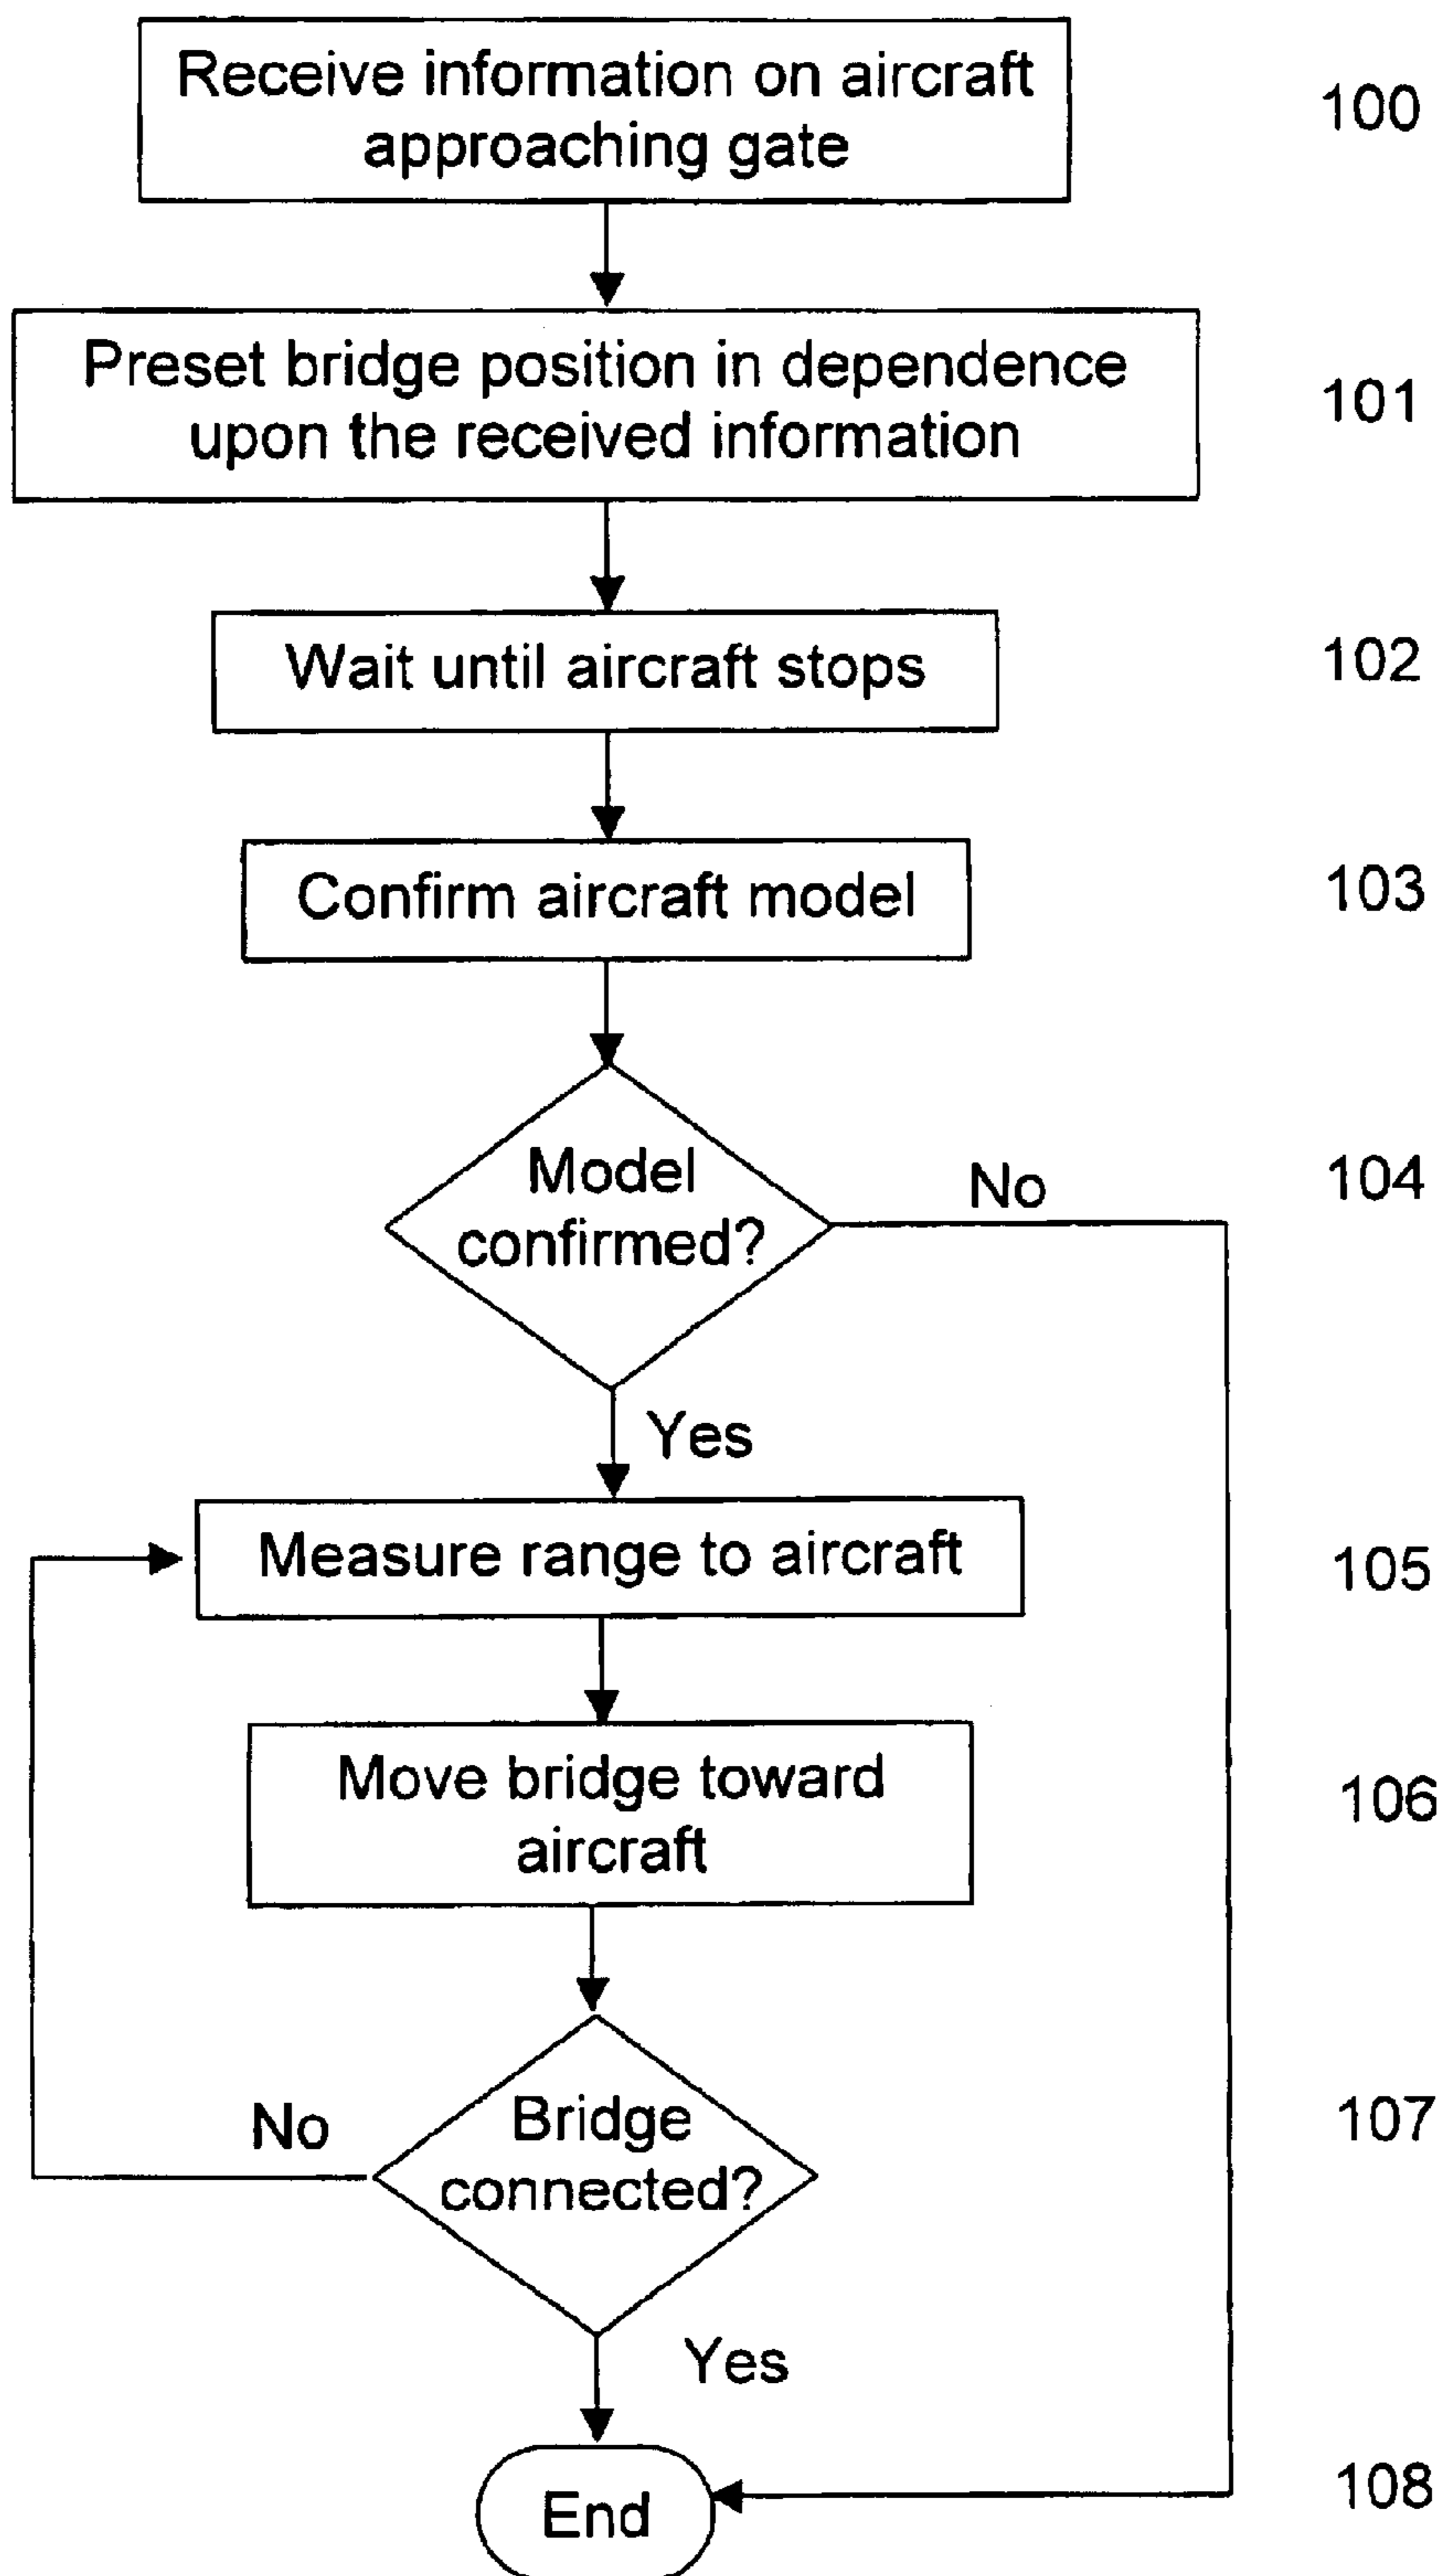 Receive information on aircraft
approaching gate
100
Preset bridge position in dependence
upon the received information
101
Wait until aircraft stops
102
Confirm aircraft model
103
Model
confirmed?
No
104
Yes
Measure range to aircraft
105
Move bridge toward
aircraft
106
No
Bridge
connected?
107
Yes
End
108